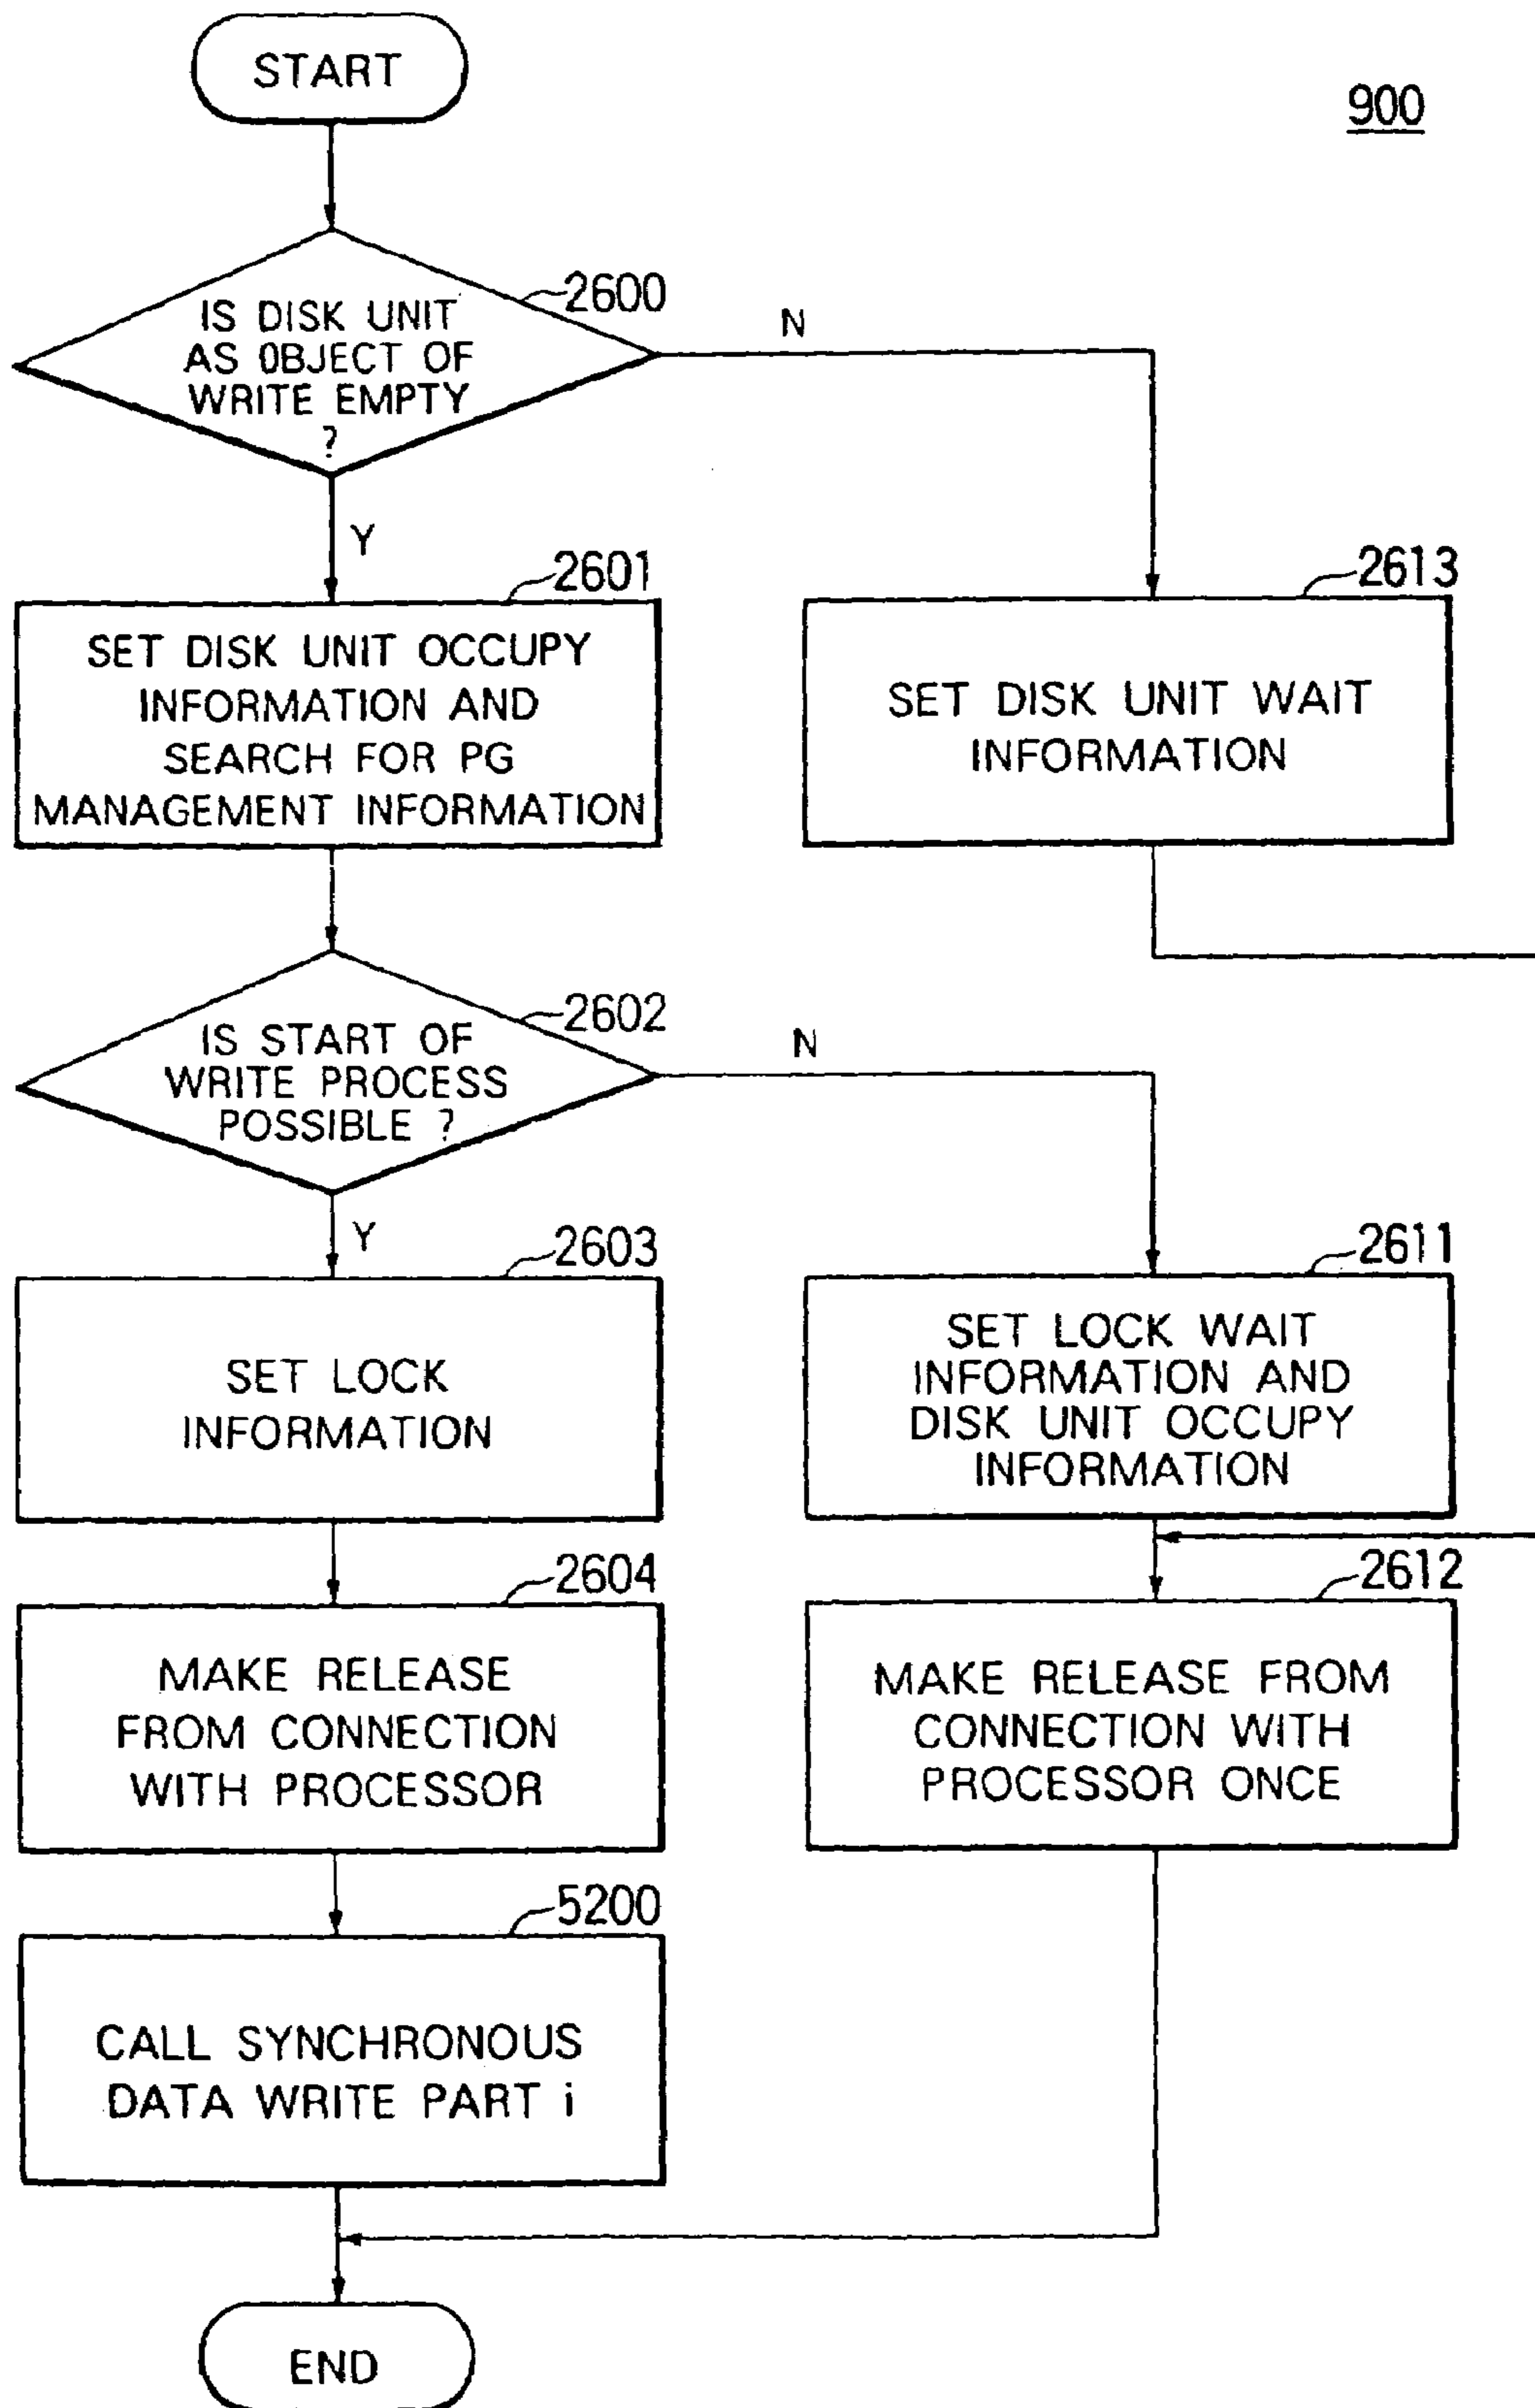 START
900
2600
IS DISK UNIT
AS OBJECT OF
WRITE EMPTY
?
N
Y
2601
SET DISK UNIT OCCUPY
INFORMATION AND
SEARCH FOR PG
MANAGEMENT INFORMATION
2613
SET DISK UNIT WAIT
INFORMATION
2602
IS START OF
WRITE PROCESS
POSSIBLE ?
N
Y
2603
SET LOCK
INFORMATION
2611
SET LOCK WAIT
INFORMATION AND
DISK UNIT OCCUPY
INFORMATION
2604
MAKE RELEASE
FROM CONNECTION
WITH PROCESSOR
2612
MAKE RELEASE FROM
CONNECTION WITH
PROCESSOR ONCE
5200
CALL SYNCHRONOUS
DATA WRITE PART i
END